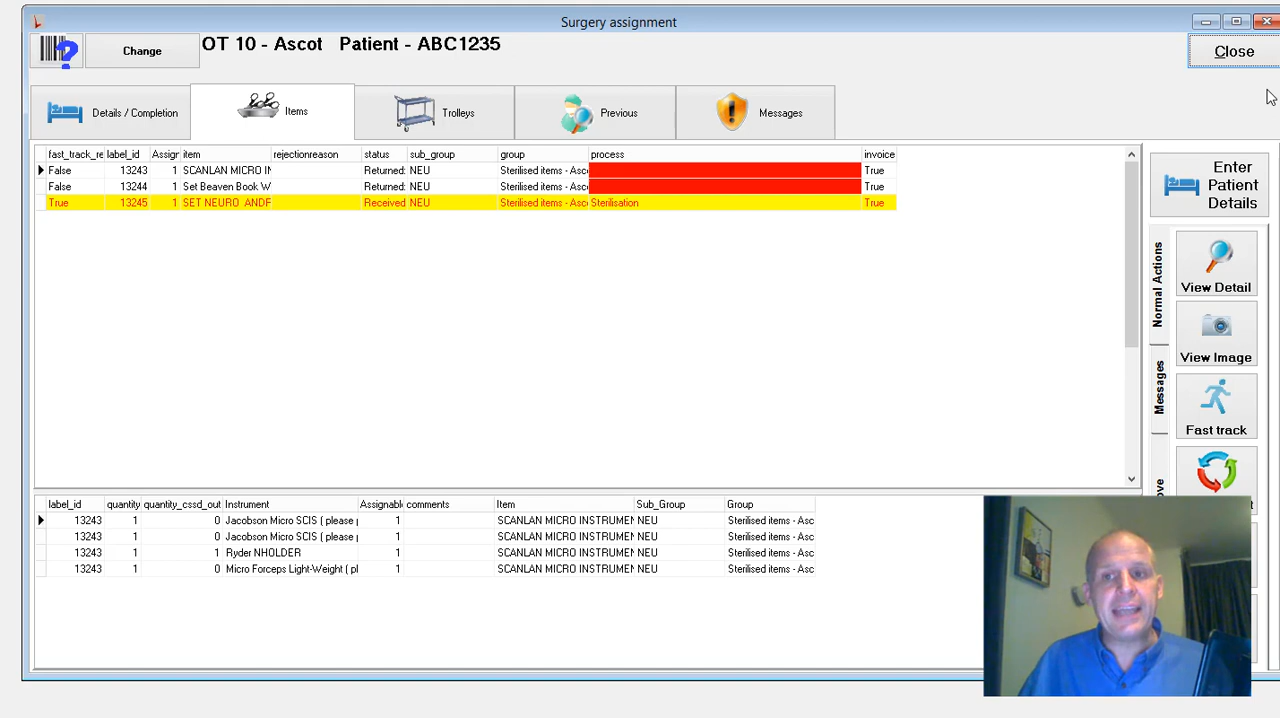 Surgery assignment
Change
OT 10 - Ascot Patient - ABC1235
Close
Details / Completion
Items
Trolleys
Previous
Messages
fast_track_re label_id Assigr item rejectionreason status sub_group group process invoice
False 13243 1 SCANLAN MICRO IN Returned: NEU Sterilised items - Asc True
False 13244 1 Set Beaven Book W Returned: NEU Sterilised items - Asc True
True 13245 1 SET NEURO ANDF Received NEU Sterilised items - Asc Sterilisation True
Enter
Patient
Details
Normal Actions
View Detail
View Image
Messages
Fast track
label_id quantity quantity_cssd_out Instrument Assignabl comments Item Sub_Group Group
13243 1 0 Jacobson Micro SCIS ( please 1 SCANLAN MICRO INSTRUMEN NEU Sterilised items - Asc
13243 1 0 Jacobson Micro SCIS ( please 1 SCANLAN MICRO INSTRUMEN NEU Sterilised items - Asc
13243 1 1 Ryder NHOLDER 1 SCANLAN MICRO INSTRUMEN NEU Sterilised items - Asc
13243 1 0 Micro Forceps Light-Weight ( pl 1 SCANLAN MICRO INSTRUMEN NEU Sterilised items - Asc